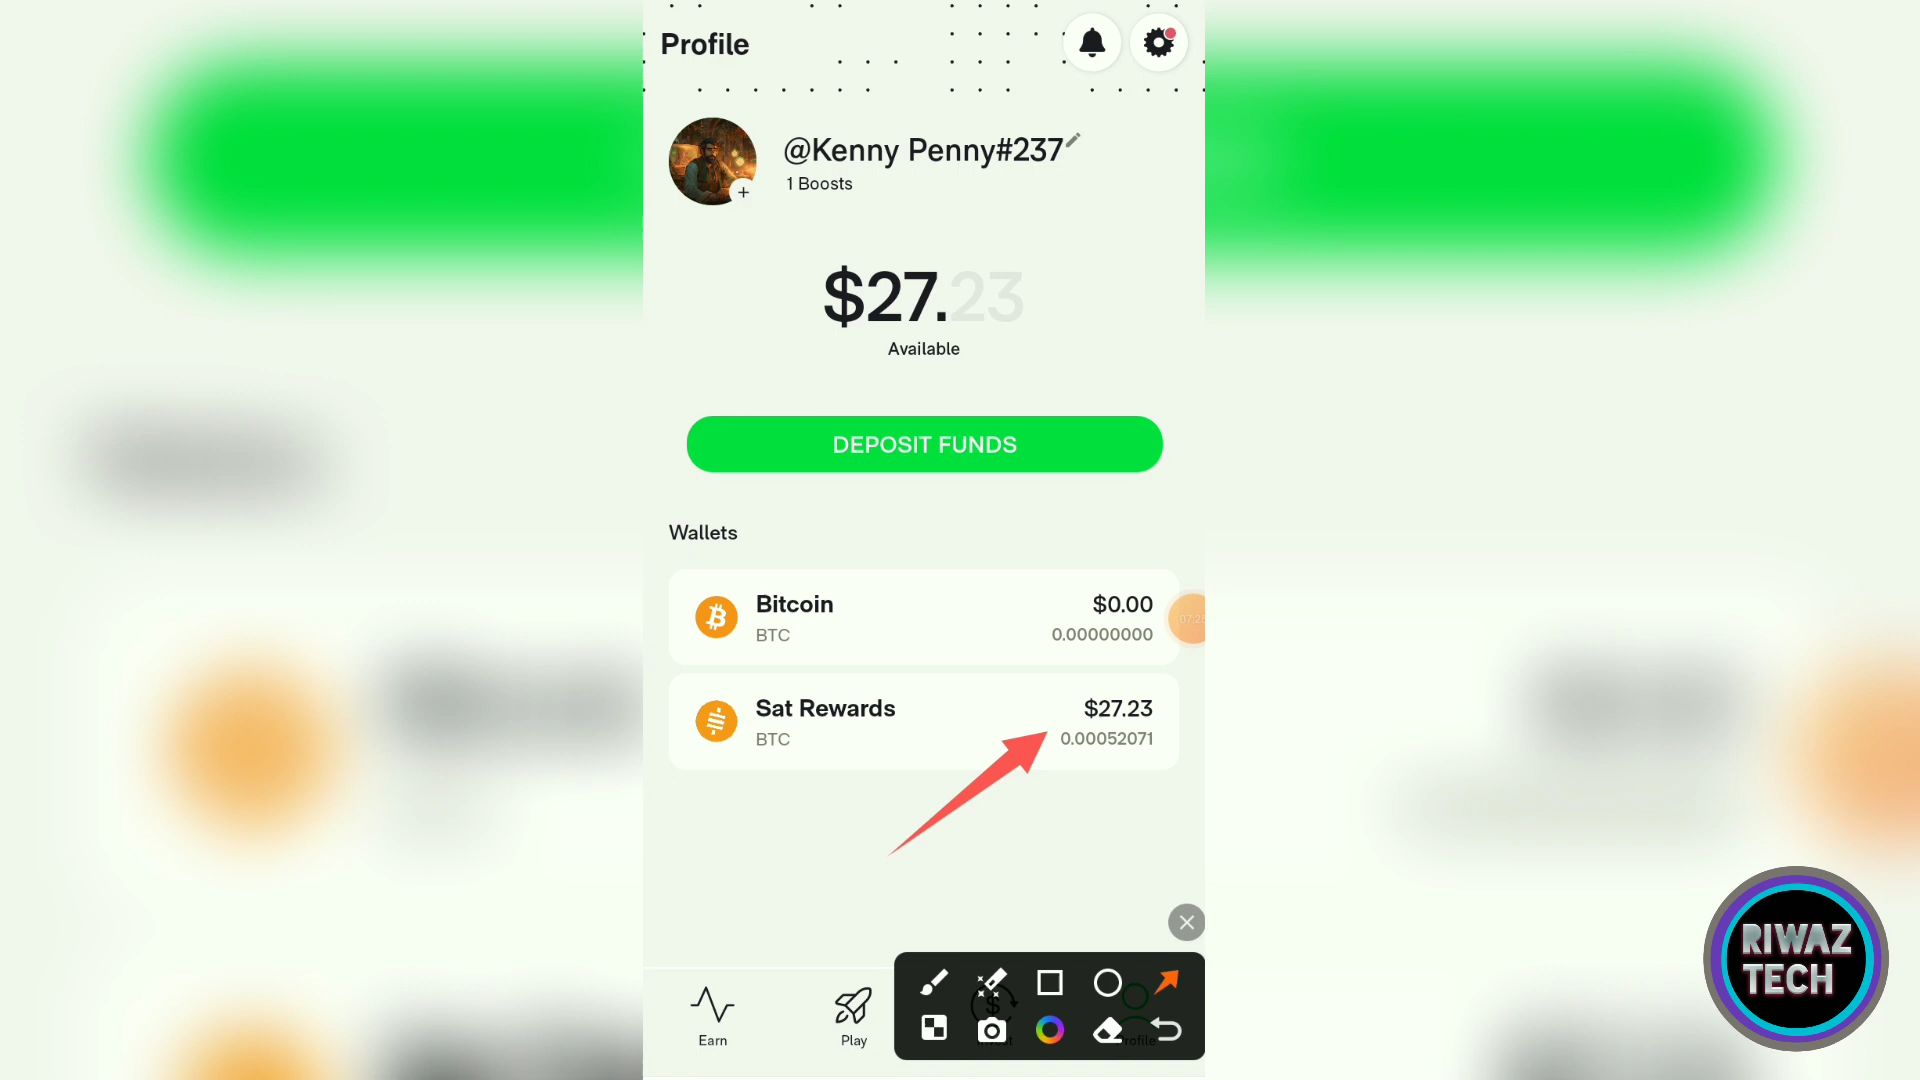 Profile
@Kenny Penny#237
1 Boosts
$27.23
Available
DEPOSIT FUNDS
Wallets
Bitcoin
$0.00
BTC
0.00000000
Sat Rewards
$27.23
BTC
0.00052071
Earn
Play
Profile
RIWAZ
TECH